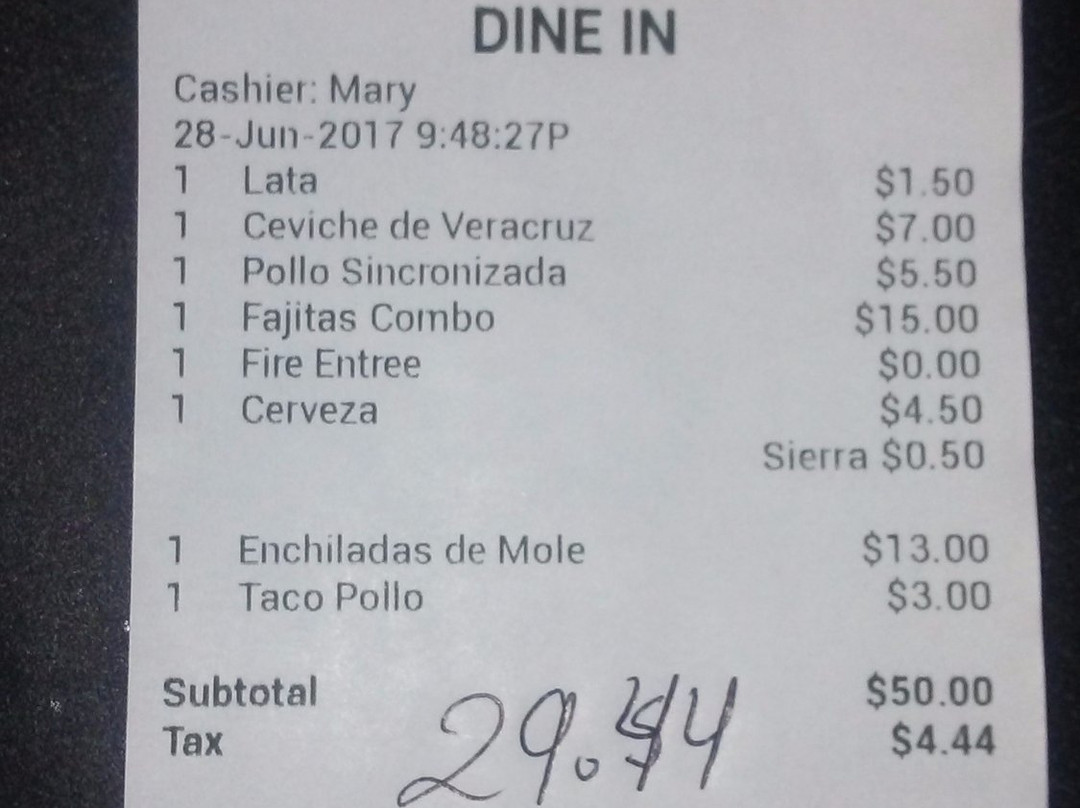 DINE IN
Cashier: Mary
28-Jun-2017 9:48:27P
1 Lata $1.50
1 Ceviche de Veracruz $7.00
1 Pollo Sincronizada $5.50
1 Fajitas Combo $15.00
1 Fire Entree $0.00
1 Cerveza $4.50
Sierra $0.50
1 Enchiladas de Mole $13.00
1 Taco Pollo $3.00
Subtotal $50.00
Tax $4.44
29.44